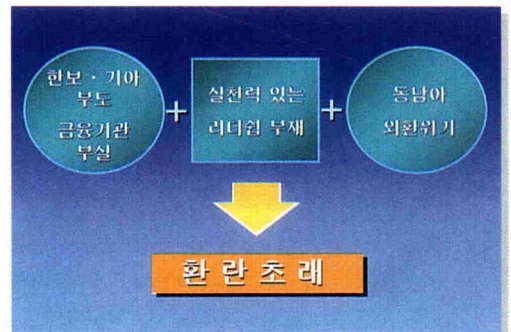 한보 · 기아
부도
금융기관
부실
+
실천력 있는
리더쉽 부재
+
동남아
외환위기
환란초래